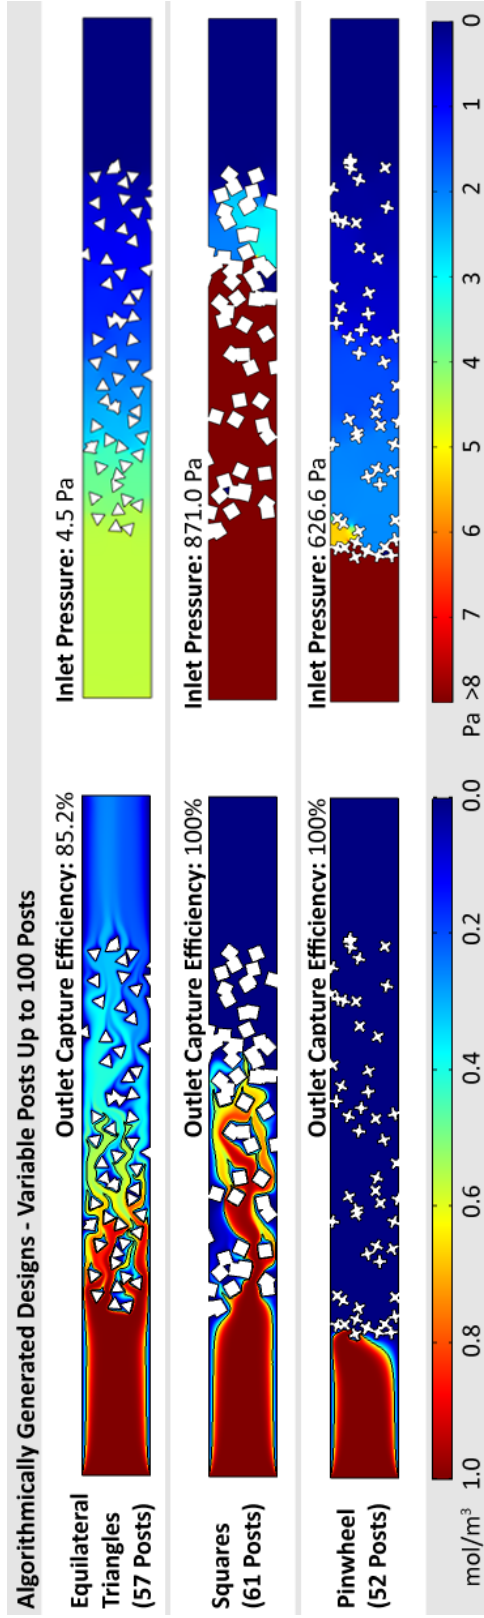 Algorithmically Generated Designs - Variable Posts Up to 100 Posts
Equilateral
Triangles
(57 Posts)
Outlet Capture Efficiency: 85.2%
Inlet Pressure: 4.5 Pa
Squares
(61 Posts)
Outlet Capture Efficiency: 100%
Inlet Pressure: 871.0 Pa
Pinwheel
(52 Posts)
Outlet Capture Efficiency: 100%
Inlet Pressure: 626.6 Pa
mol/m³ 1.0 0.8 0.6 0.4 0.2 0.0
Pa >8 7 6 5 4 3 2 1 0